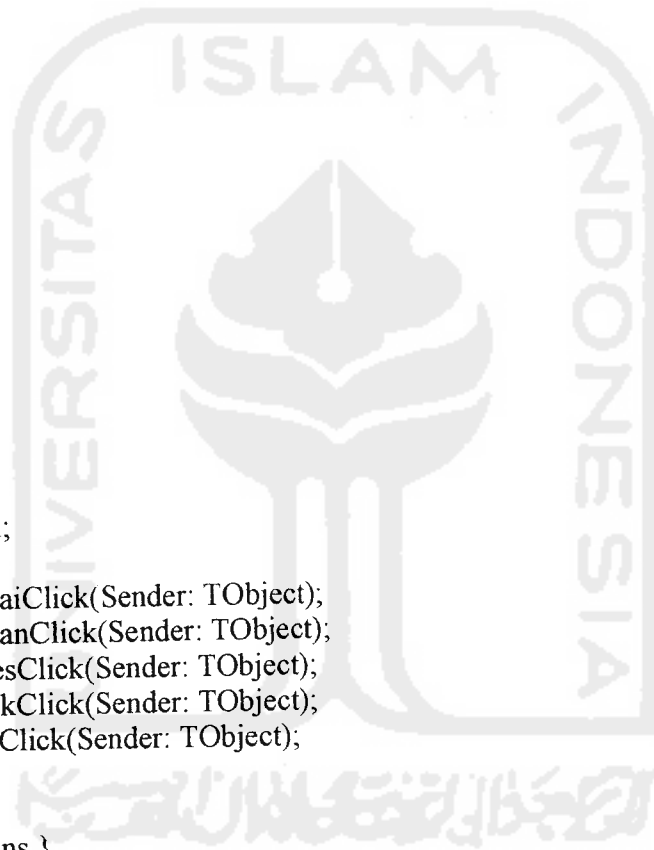 ISLAM
UNIVERSITAS
INDONESIA
;
aiClick(Sender: TObject);
anClick(Sender: TObject);
esClick(Sender: TObject);
kClick(Sender: TObject);
Click(Sender: TObject);
ns }